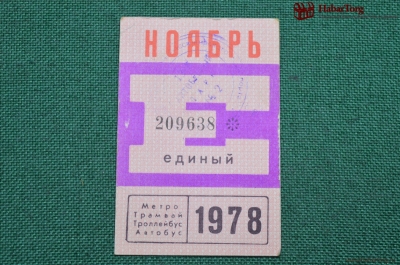 HabarTorg
НОЯБРЬ
Е
209638 *
единый
Метро
Трамвай
Троллейбус
Автобус
1978